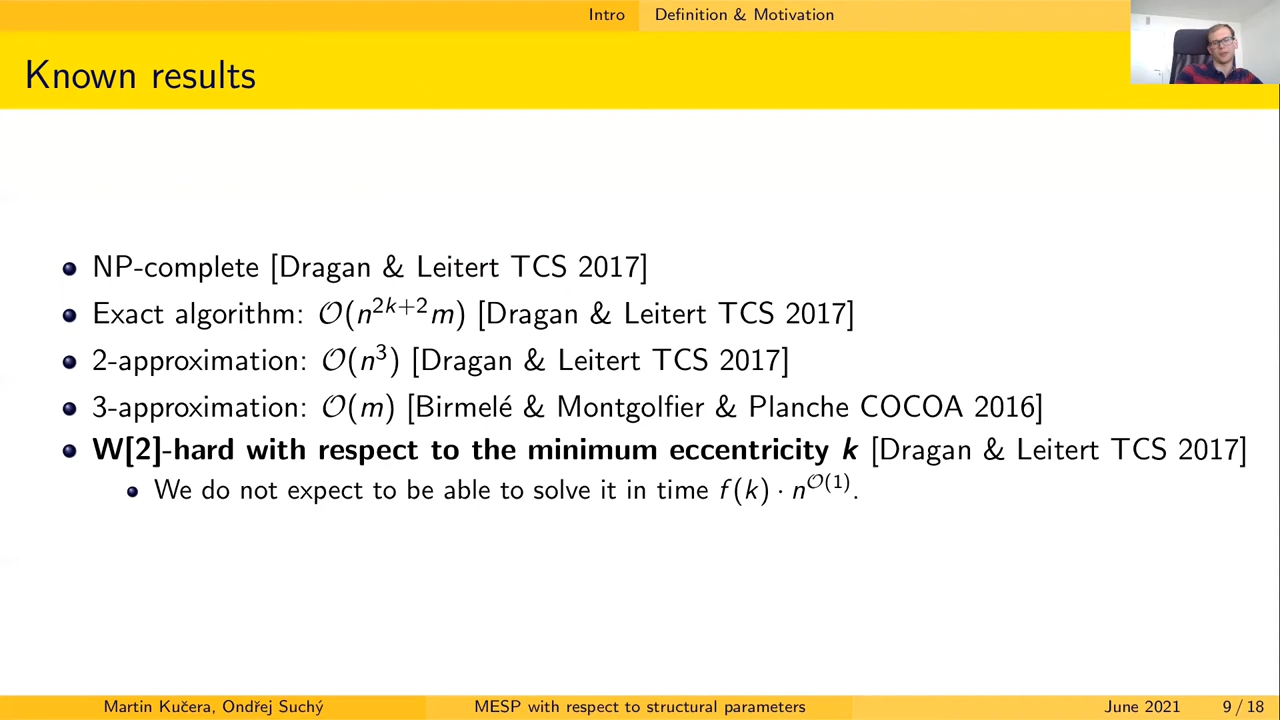 Intro Definition & Motivation
Known results
• NP-complete [Dragan & Leitert TCS 2017]
• Exact algorithm: 𝒪(n^{2k+2}m) [Dragan & Leitert TCS 2017]
• 2-approximation: 𝒪(n^3) [Dragan & Leitert TCS 2017]
• 3-approximation: 𝒪(m) [Birmelé & Montgolfier & Planche COCOA 2016]
• W[2]-hard with respect to the minimum eccentricity k [Dragan & Leitert TCS 2017]
• We do not expect to be able to solve it in time f(k) · n^{𝒪(1)}.
Martin Kučera, Ondřej Suchý MESP with respect to structural parameters June 2021 9 / 18